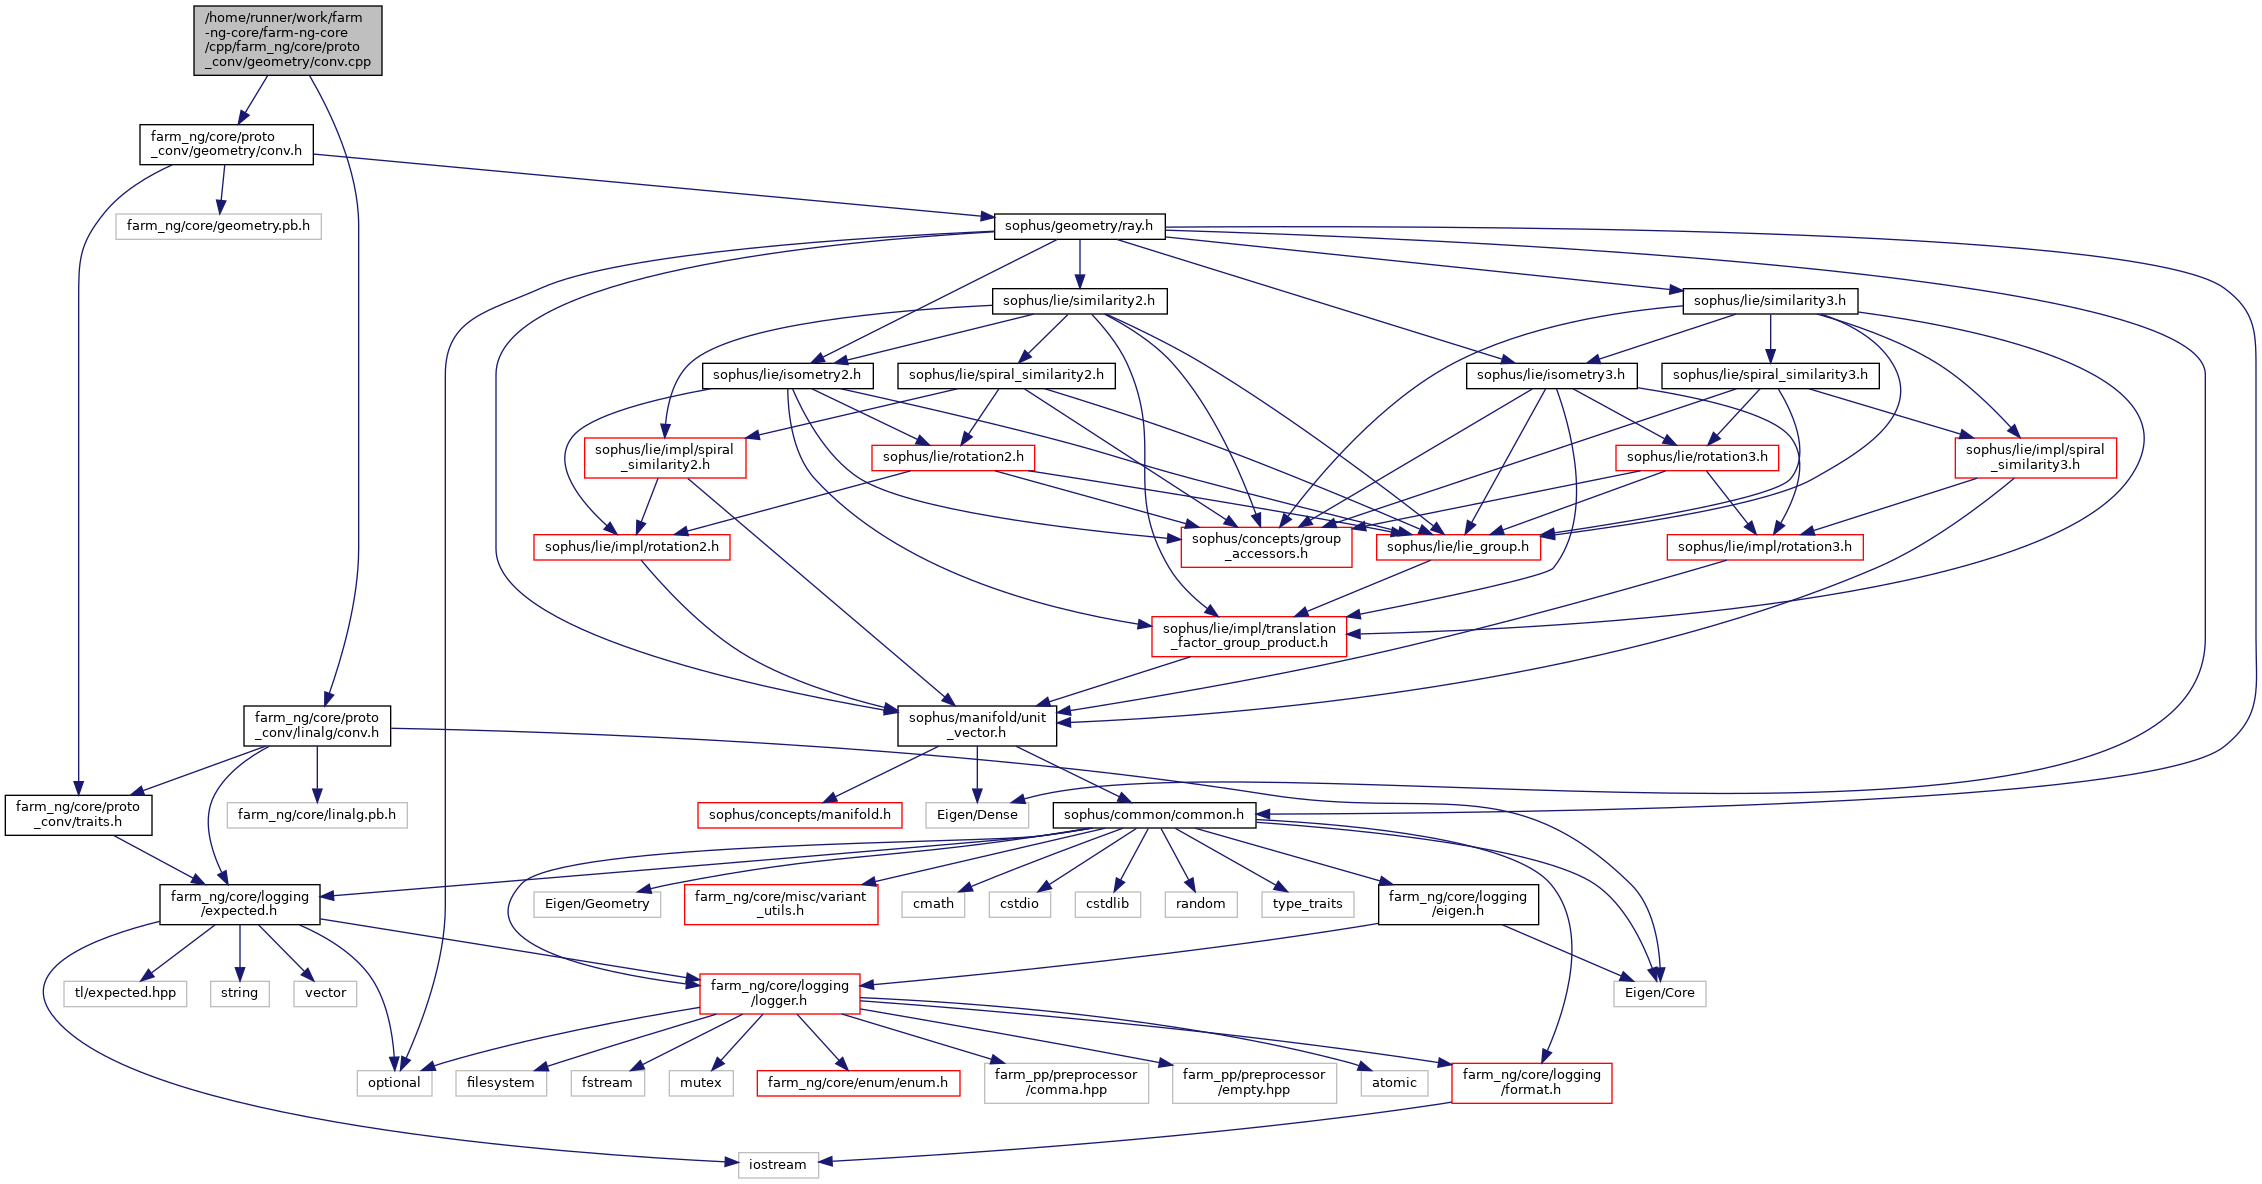 /home/runner/work/farm
-ng-core/farm-ng-core
/cpp/farm_ng/core/proto
_conv/geometry/conv.cpp
farm_ng/core/proto
_conv/geometry/conv.h
farm_ng/core/geometry.pb.h
sophus/geometry/ray.h
sophus/lie/similarity2.h
sophus/lie/similarity3.h
sophus/lie/isometry2.h
sophus/lie/spiral_similarity2.h
sophus/lie/isometry3.h
sophus/lie/spiral_similarity3.h
sophus/lie/impl/spiral
_similarity2.h
sophus/lie/rotation2.h
sophus/lie/rotation3.h
sophus/lie/impl/spiral
_similarity3.h
sophus/lie/impl/rotation2.h
sophus/concepts/group
_accessors.h
sophus/lie/lie_group.h
sophus/lie/impl/rotation3.h
sophus/lie/impl/translation
_factor_group_product.h
farm_ng/core/proto
_conv/linalg/conv.h
sophus/manifold/unit
_vector.h
farm_ng/core/proto
_conv/traits.h
farm_ng/core/linalg.pb.h
sophus/concepts/manifold.h
Eigen/Dense
sophus/common/common.h
farm_ng/core/logging
/expected.h
Eigen/Geometry
farm_ng/core/misc/variant
_utils.h
cmath
cstdio
cstdlib
random
type_traits
farm_ng/core/logging
/eigen.h
tl/expected.hpp
string
vector
farm_ng/core/logging
/logger.h
Eigen/Core
optional
filesystem
fstream
mutex
farm_ng/core/enum/enum.h
farm_pp/preprocessor
/comma.hpp
farm_pp/preprocessor
/empty.hpp
atomic
farm_ng/core/logging
/format.h
iostream